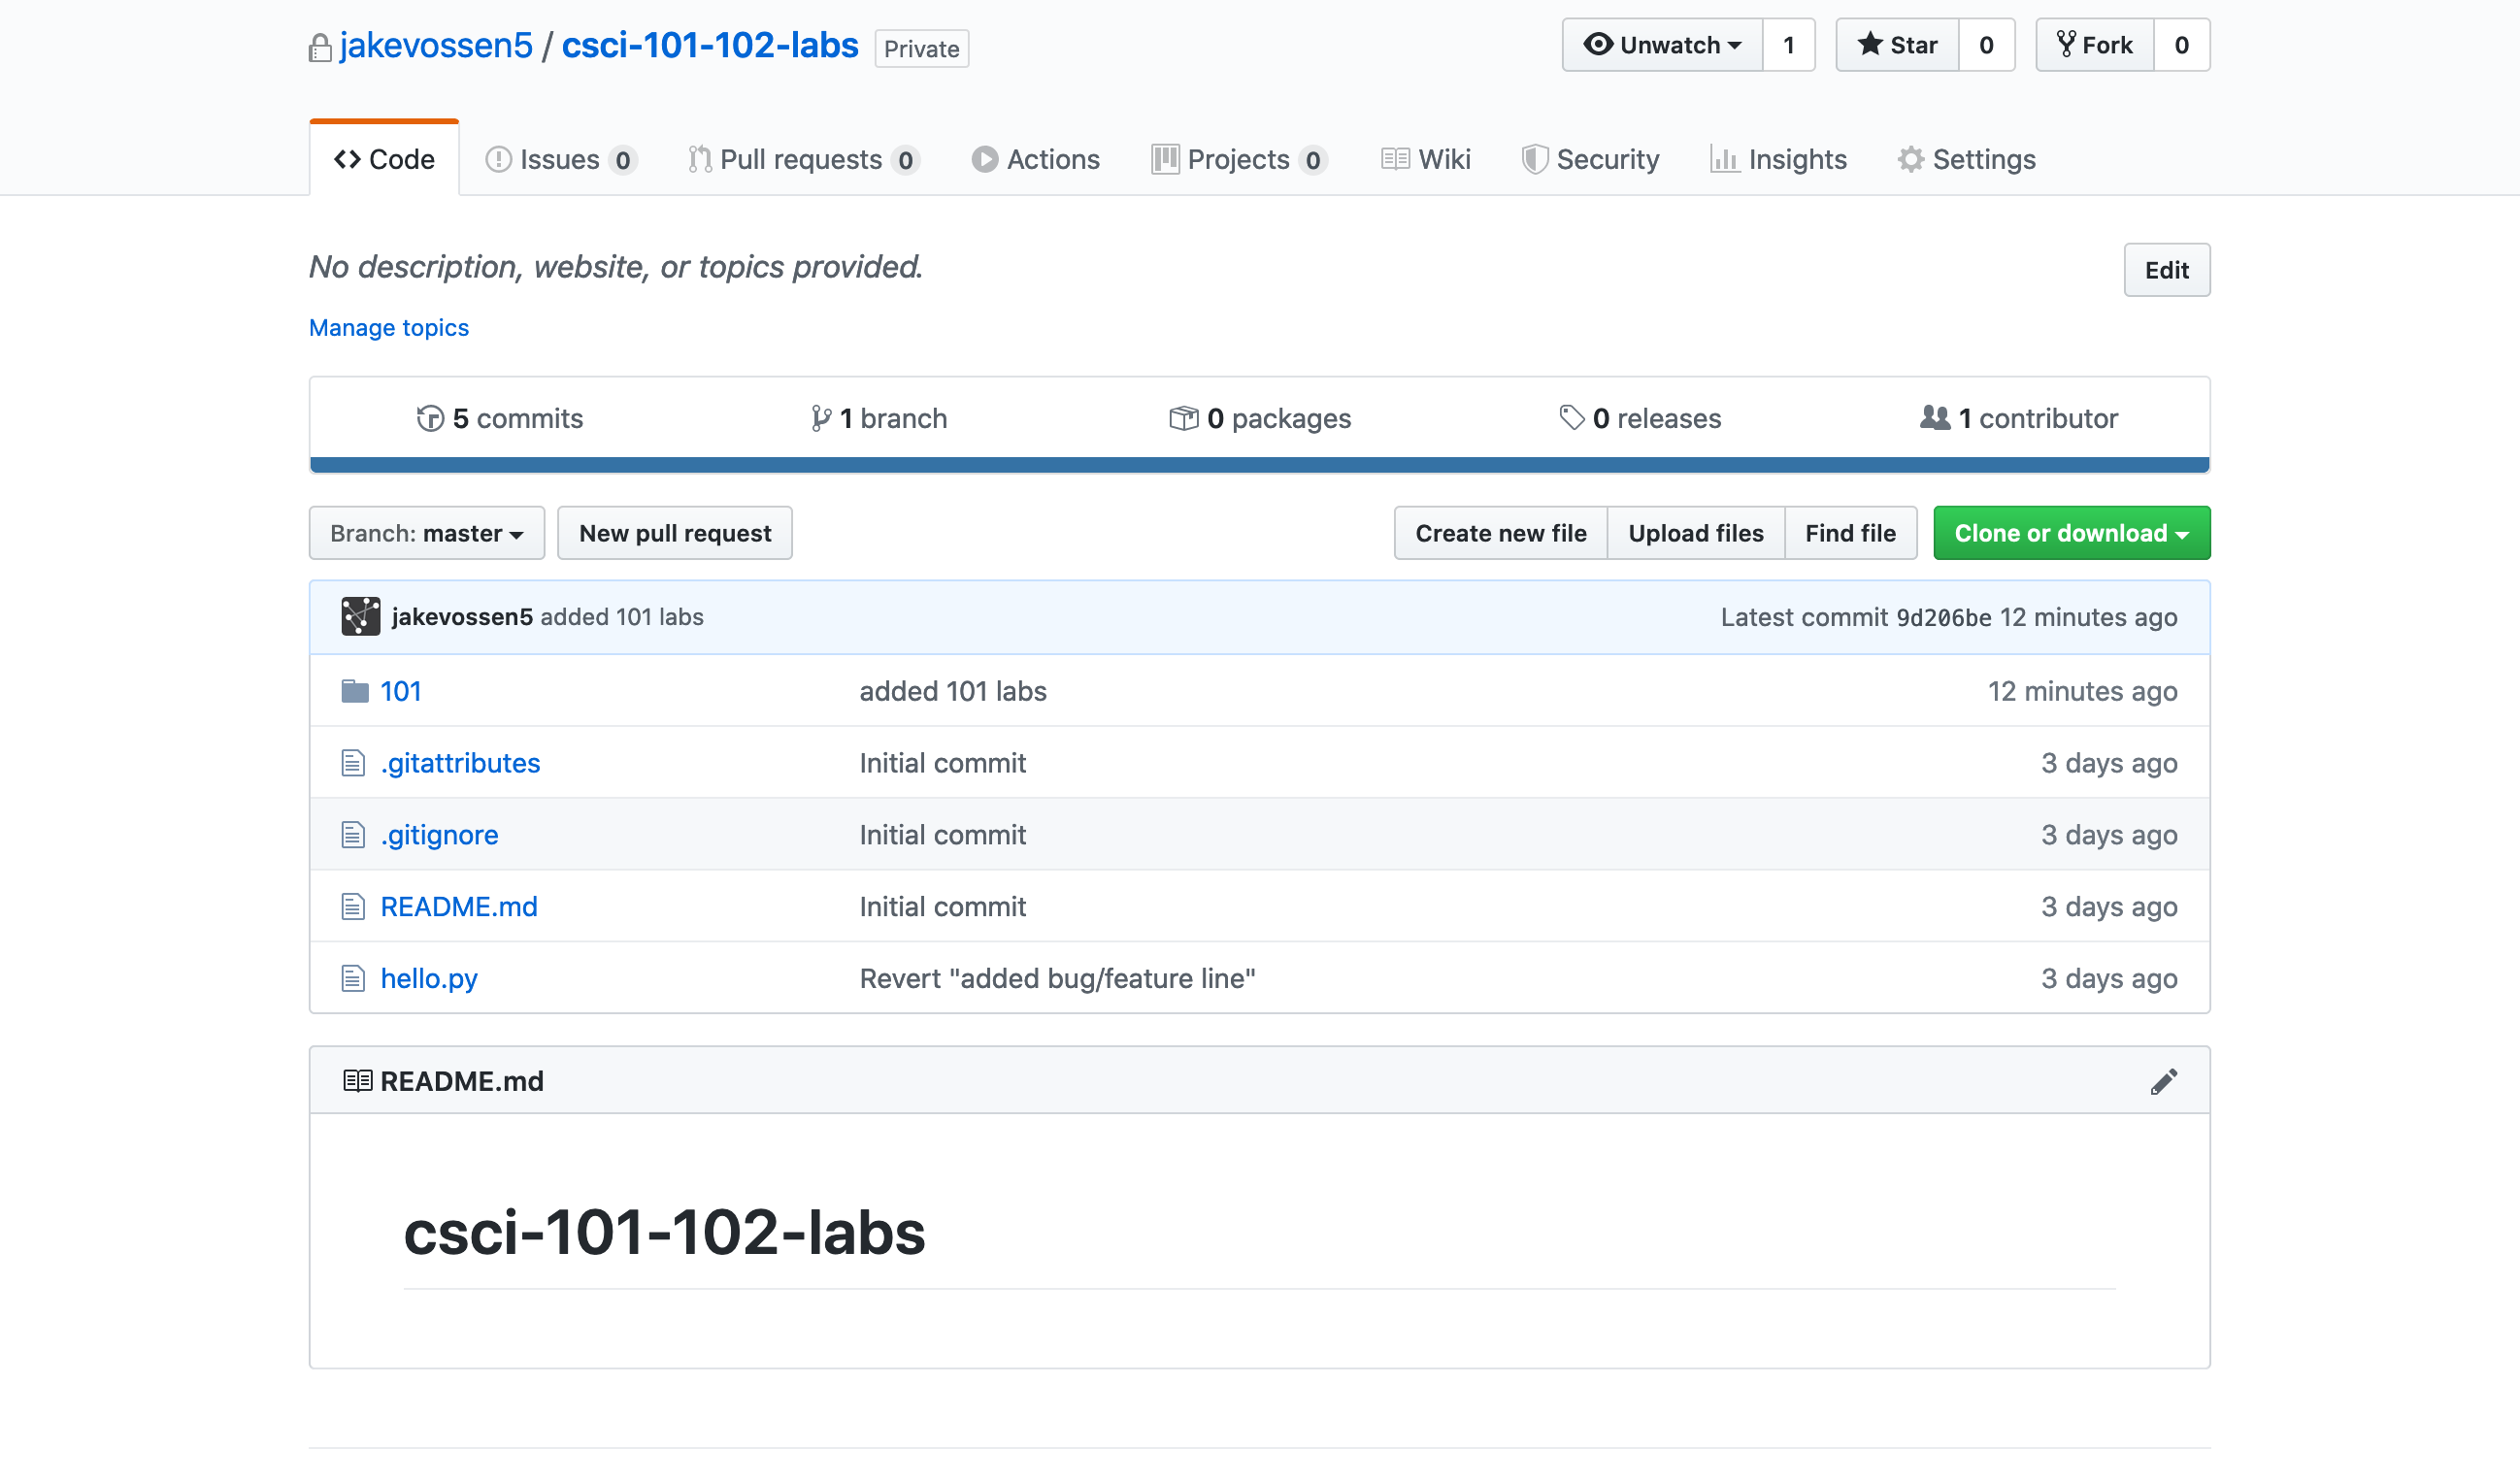 jakevossen5 / csci-101-102-labs Private
Unwatch 1 Star 0 Fork 0
Code Issues 0 Pull requests 0 Actions Projects 0 Wiki Security Insights Settings
No description, website, or topics provided.
Edit
Manage topics
5 commits 1 branch 0 packages 0 releases 1 contributor
Branch: master New pull request Create new file Upload files Find file Clone or download
jakevossen5 added 101 labs Latest commit 9d206be 12 minutes ago
101 added 101 labs 12 minutes ago
.gitattributes Initial commit 3 days ago
.gitignore Initial commit 3 days ago
README.md Initial commit 3 days ago
hello.py Revert "added bug/feature line" 3 days ago
README.md
csci-101-102-labs